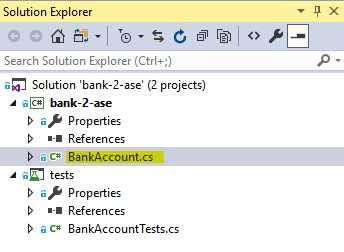 Solution Explorer
Search Solution Explorer (Ctrl+;)
Solution 'bank-2-ase' (2 projects)
C# bank-2-ase
Properties
References
C# BankAccount.cs
tests
Properties
References
C# BankAccountTests.cs